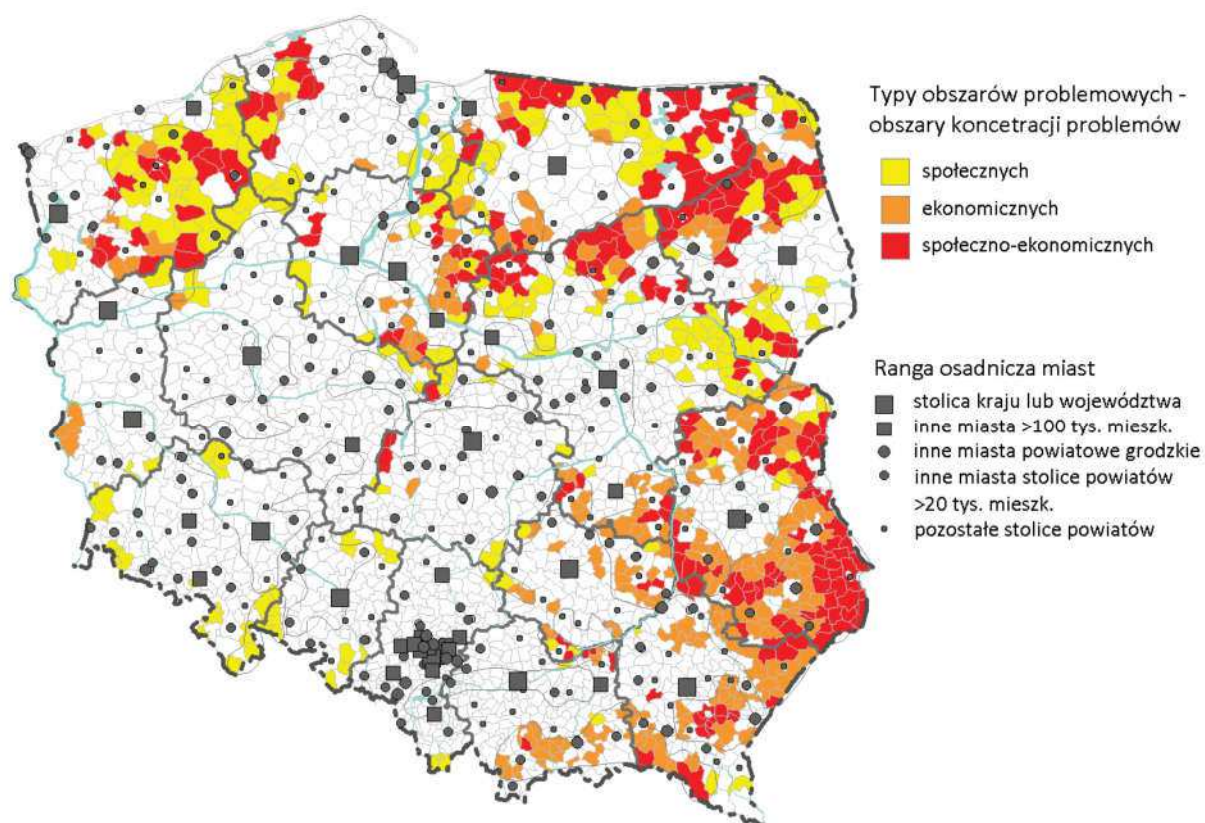 Typy obszarów problemowych -
obszary koncetracji problemów
społecznych
ekonomicznych
społeczno-ekonomicznych
Ranga osadnicza miast
stolica kraju lub województwa
inne miasta >100 tys. mieszk.
inne miasta powiatowe grodzkie
inne miasta stolice powiatów
>20 tys. mieszk.
pozostałe stolice powiatów